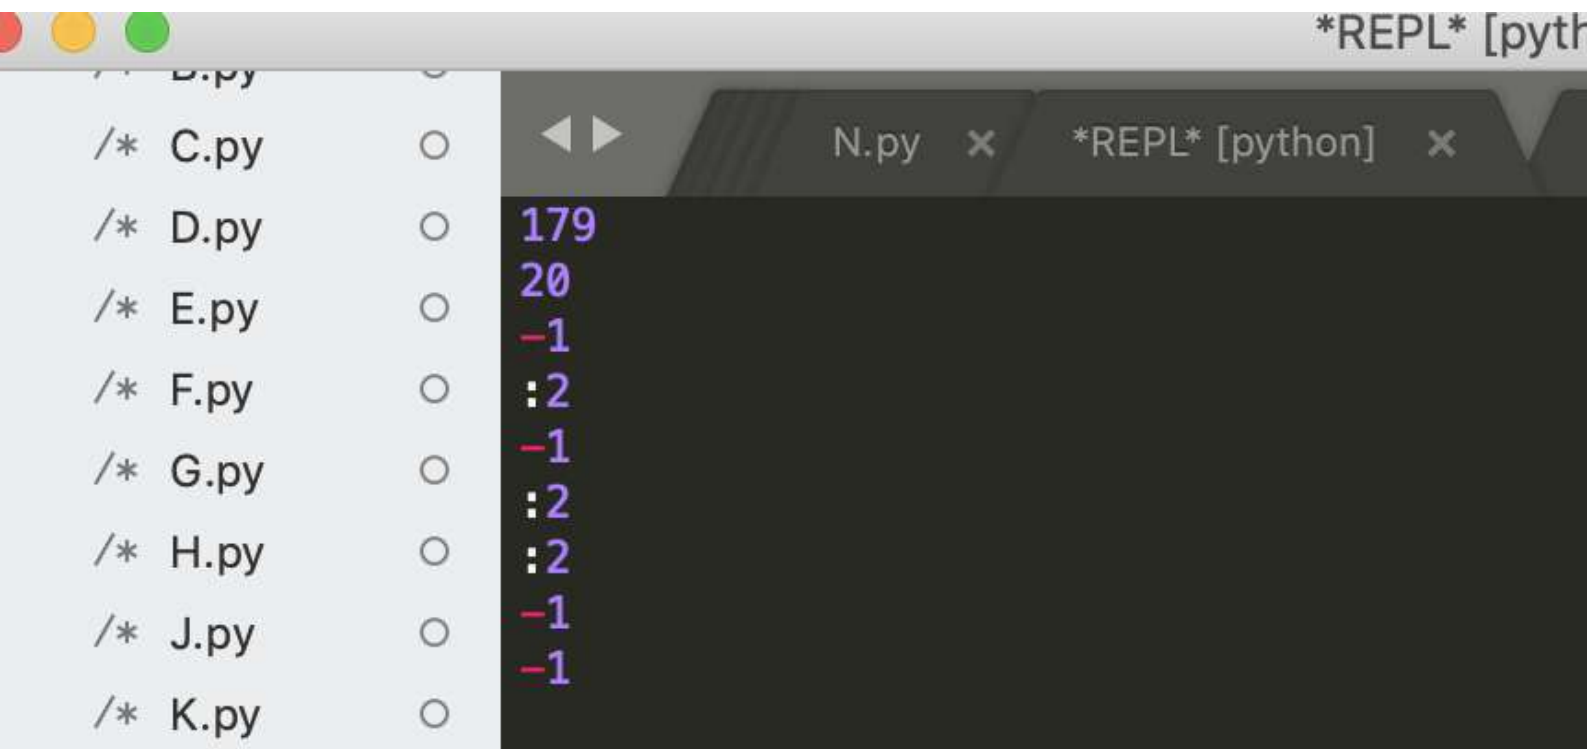 *REPL* [pyth
B.py
/* C.py
/* D.py
/* E.py
/* F.py
/* G.py
/* H.py
/* J.py
/* K.py
N.py × *REPL* [python] ×
179
20
-1
:2
-1
:2
:2
-1
-1